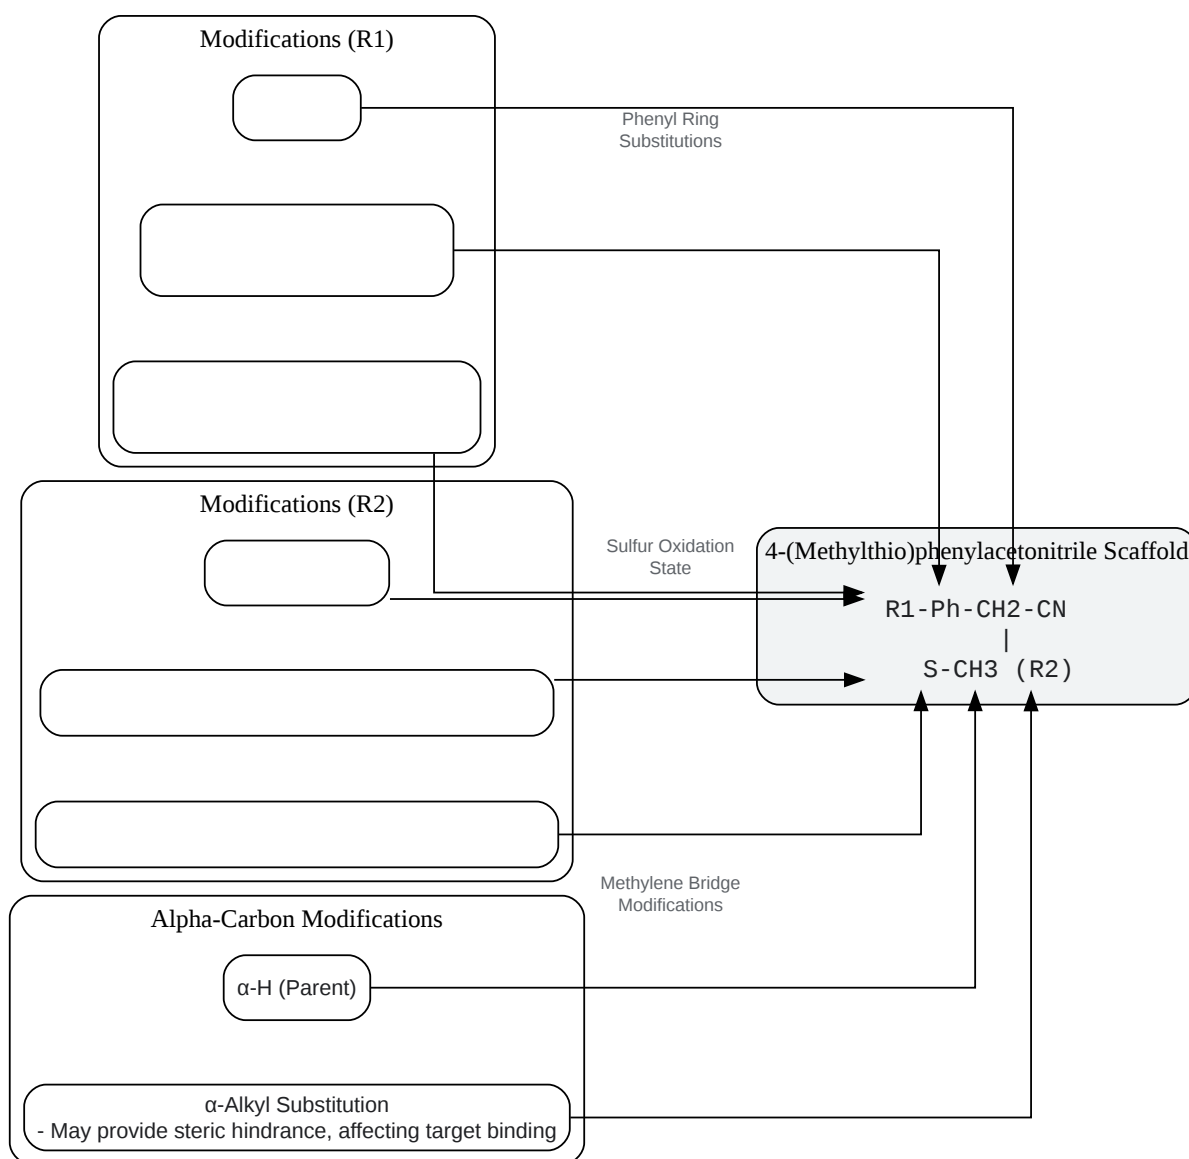 Modifications (R1)
Phenyl Ring
Substitutions
Modifications (R2)
Sulfur Oxidation
State
4-(Methylthio)phenylacetonitrile Scaffold
R1-Ph-CH2-CN
|
S-CH3 (R2)
Methylene Bridge
Modifications
Alpha-Carbon Modifications
α-H (Parent)
α-Alkyl Substitution
- May provide steric hindrance, affecting target binding